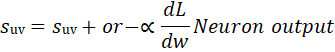 s_uv = s_uv + or −∝ dL/dw Neuron output